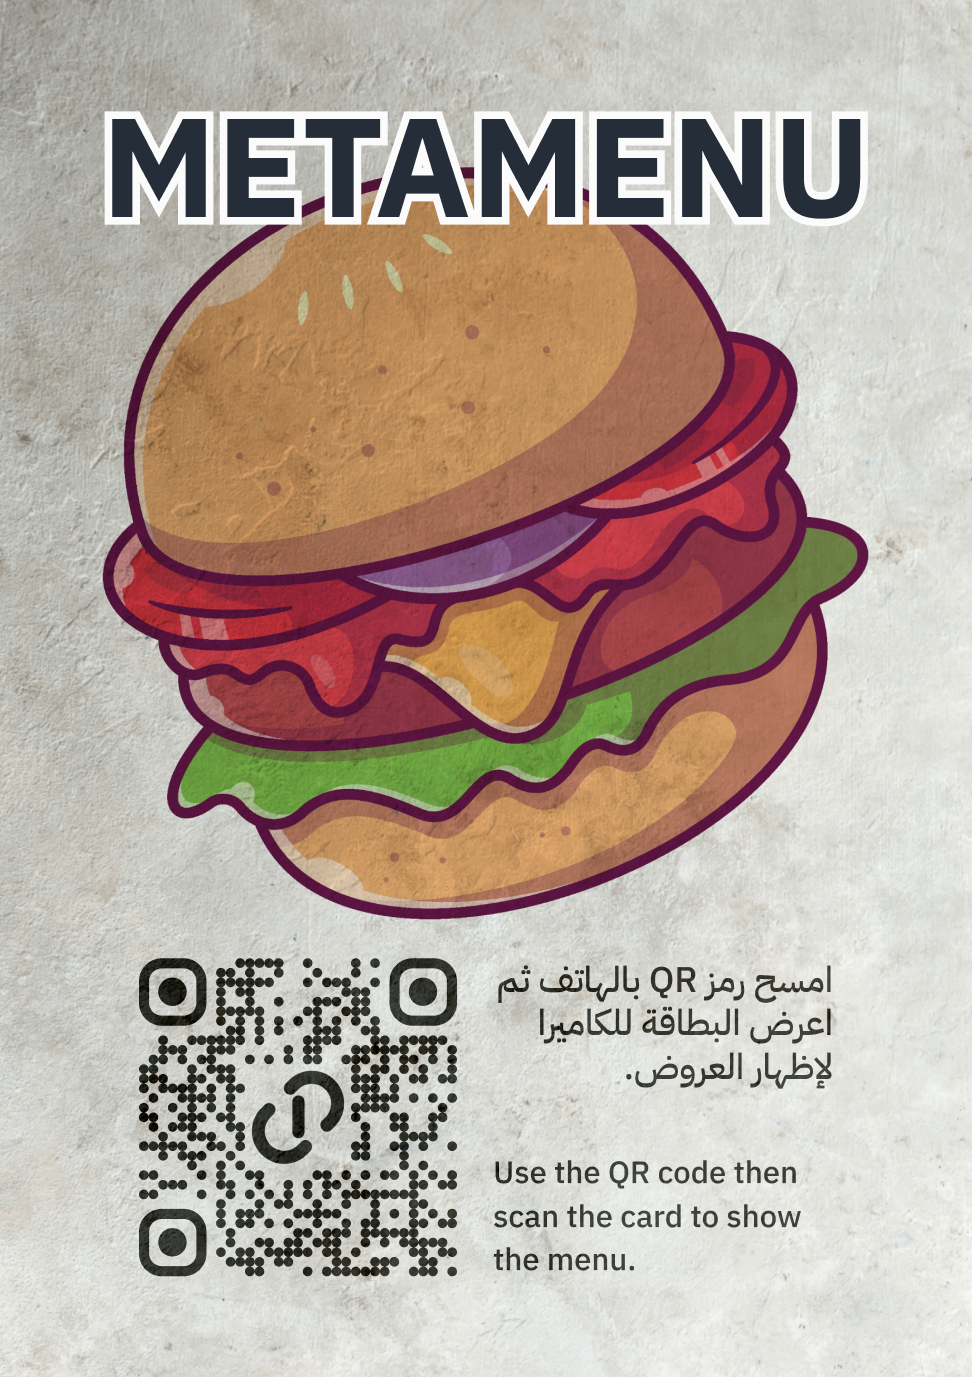 METAMENU
امسح رمز QR بالهاتف ثم
اعرض البطاقة للكاميرا
لإظهار العروض.
Use the QR code then
scan the card to show
the menu.